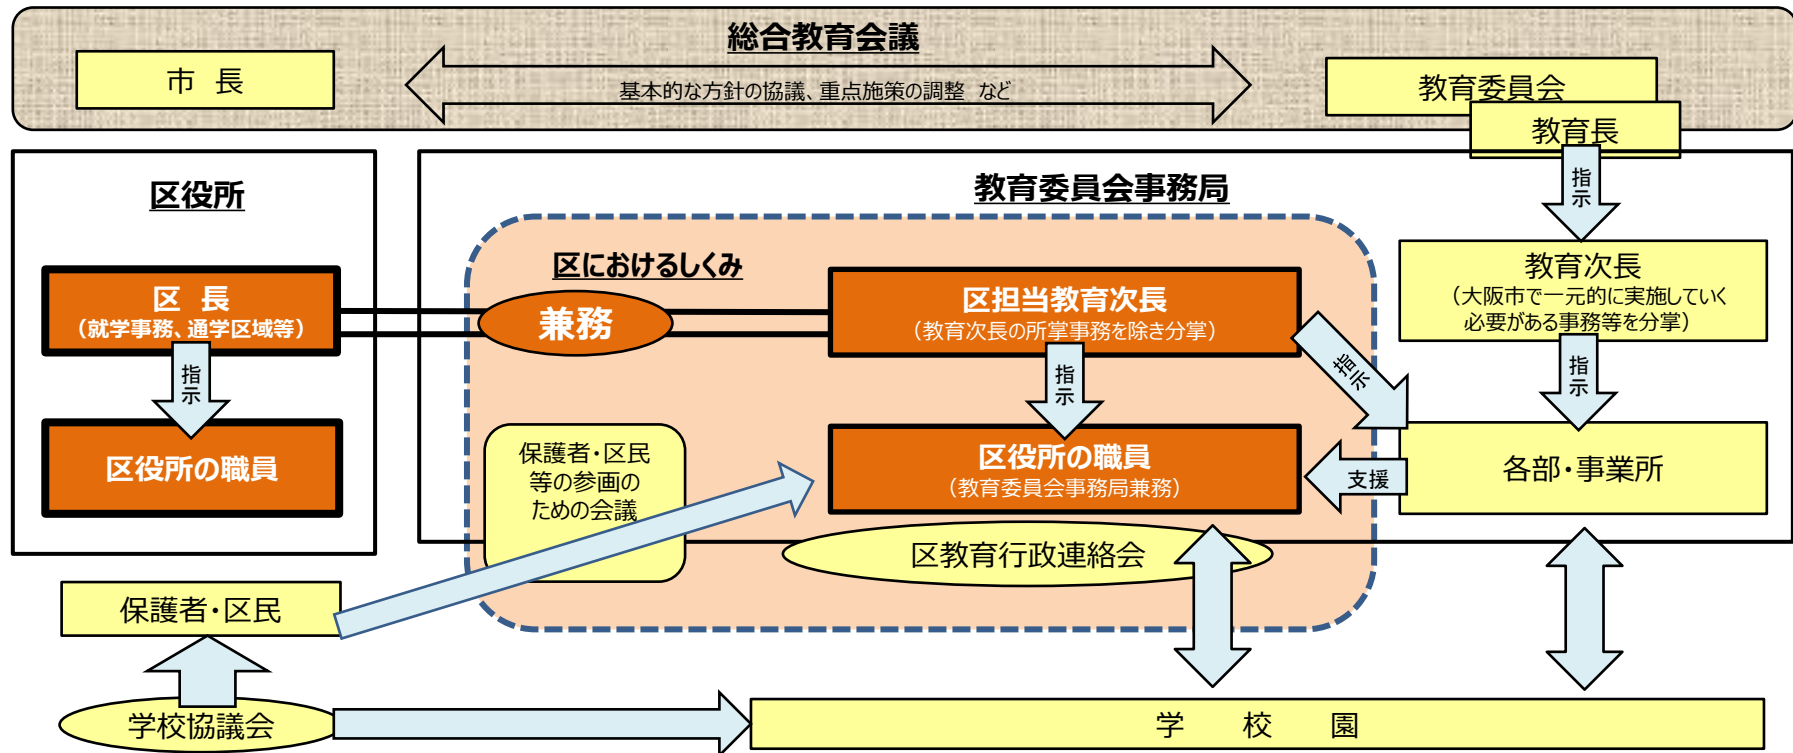 総合教育会議
市 長
基本的な方針の協議、重点施策の調整 など
教育委員会
教育長
指示
区役所
教育委員会事務局
区におけるしくみ
区 長
（就学事務、通学区域等）
兼務
区担当教育次長
（教育次長の所掌事務を除き分掌）
教育次長
（大阪市で一元的に実施していく
必要がある事務等を分掌）
指示
指示
指示
指示
区役所の職員
保護者・区民
等の参画の
ための会議
区役所の職員
（教育委員会事務局兼務）
支援
各部・事業所
区教育行政連絡会
保護者・区民
学校協議会
学 校 園